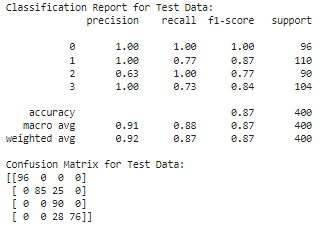 Classification Report for Test Data:
precision recall f1-score support
0 1.00 1.00 1.00 96
1 1.00 0.77 0.87 110
2 0.63 1.00 0.77 90
3 1.00 0.73 0.84 104
accuracy 0.87 400
macro avg 0.91 0.88 0.87 400
weighted avg 0.92 0.87 0.87 400
Confusion Matrix for Test Data:
[[96 0 0 0]
[ 0 85 25 0]
[ 0 0 90 0]
[ 0 0 28 76]]